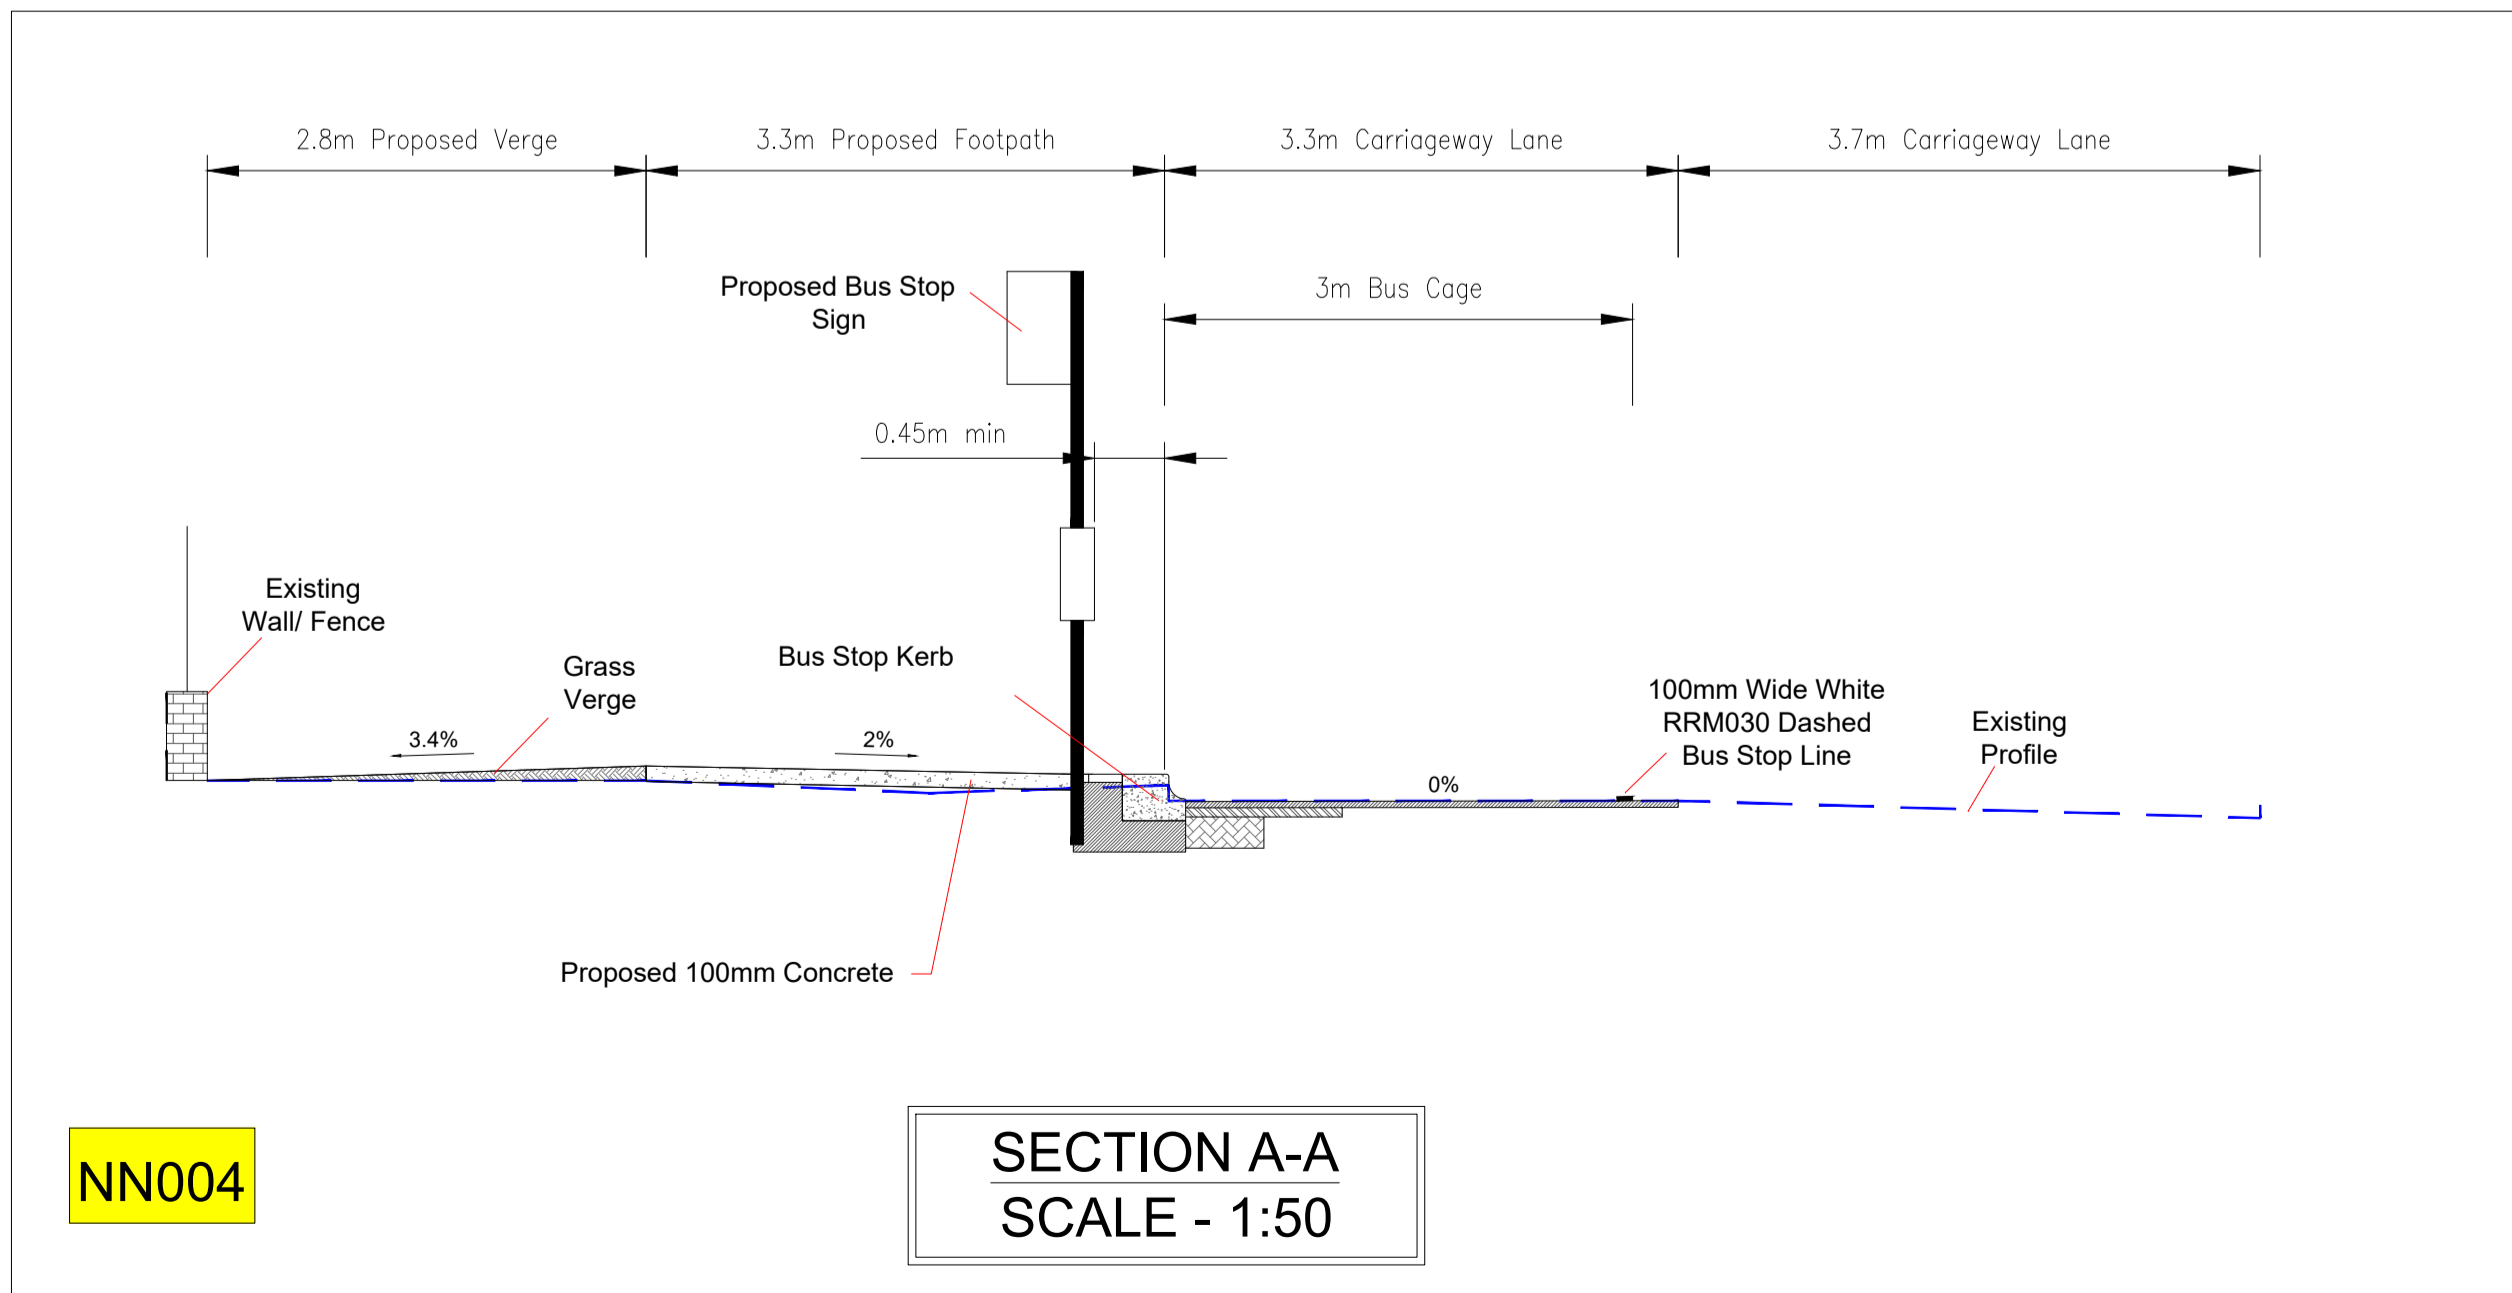 2.8m Proposed Verge
3.3m Proposed Footpath
3.3m Carriageway Lane
3.7m Carriageway Lane
Proposed Bus Stop
Sign
3m Bus Cage
0.45m min
Existing
Wall/ Fence
Grass
Verge
Bus Stop Kerb
100mm Wide White
RRM030 Dashed
Bus Stop Line
Existing
Profile
3.4%
2%
0%
Proposed 100mm Concrete
NN004
SECTION A-A
SCALE - 1:50